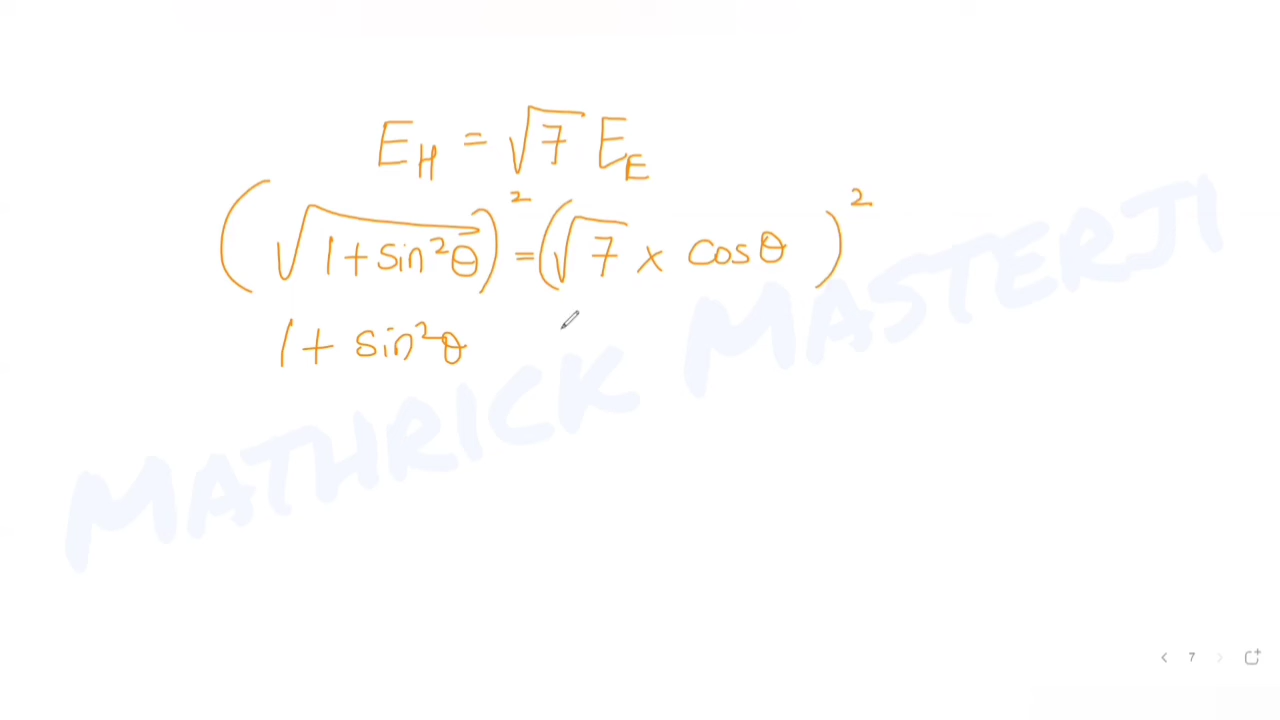 E_H = √7 E_E
(√(1+sin²θ))² = (√7 × cosθ)²
1 + sin²θ
MATHRICK MASTERJI
< 7 >